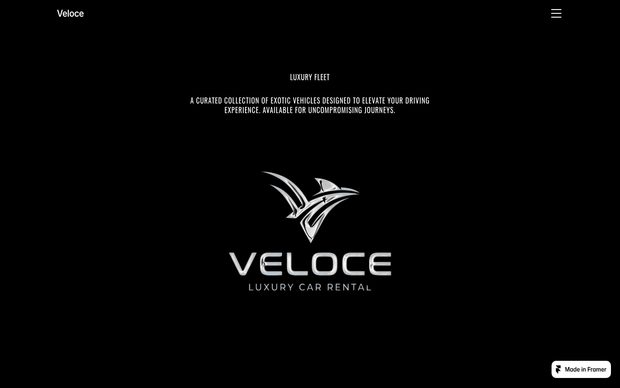 Veloce
LUXURY FLEET
A CURATED COLLECTION OF EXOTIC VEHICLES DESIGNED TO ELEVATE YOUR DRIVING
EXPERIENCE. AVAILABLE FOR UNCOMPROMISING JOURNEYS.
VELOCE
LUXURY CAR RENTAL
Made in Framer